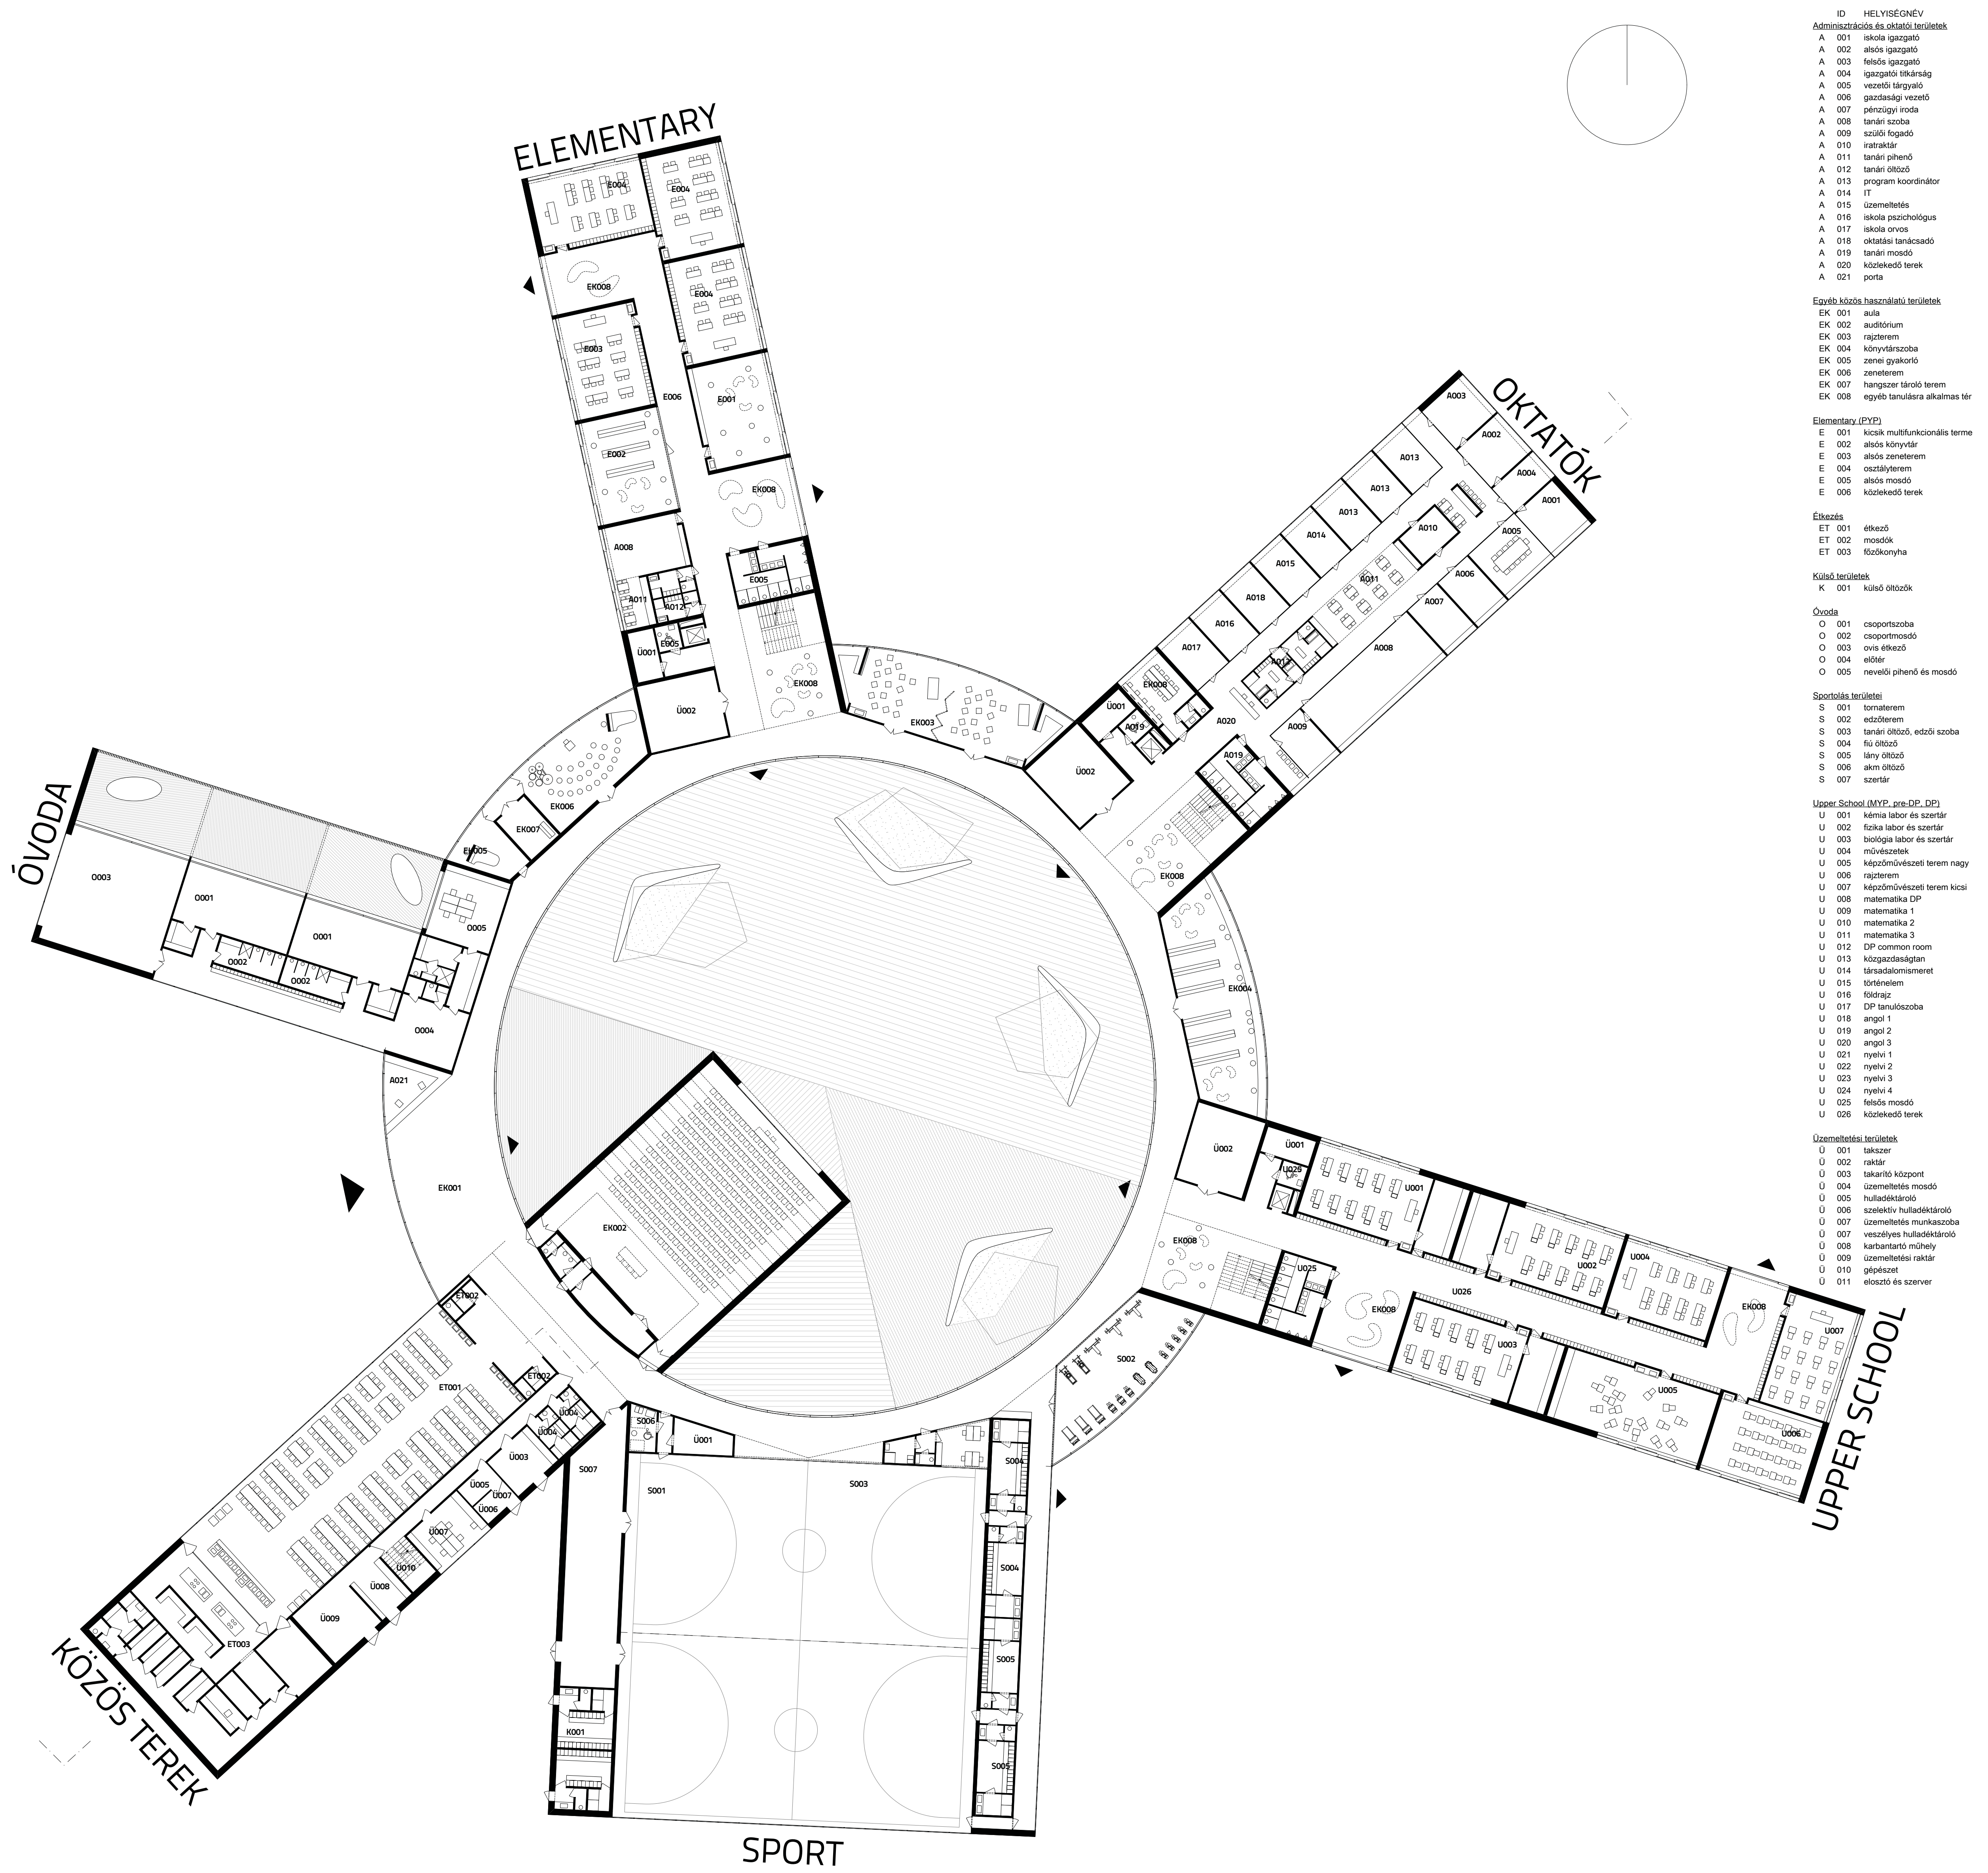 ELEMENTARY
E004
E004
EK008
E004
E003
E006
E001
E002
EK008
A008
E005
A011
A012
E005
Ü001
EK008
Ü002
EK003
OKTATÓK
A003
A002
A004
A001
A013
A013
A010
A005
A013
A014
A011
A006
A015
A007
A018
A016
A008
A017
A012
EK008
Ü001
A020
A019
A009
A019
Ü002
EK008
ÓVODA
EK006
EK007
EK005
O003
O001
O005
O001
O002
O002
O004
A021
EK004
EK001
EK002
Ü002
Ü001
U025
U001
EK008
U025
U002
U004
U026
EK008
EK008
U007
U003
U005
U006
UPPER SCHOOL
S002
ET002
ET001
ET002
Ü004
Ü004
Ü003
Ü005
Ü007
Ü006
Ü007
Ü010
Ü008
Ü009
ET003
KÖZÖS TEREK
S006
Ü001
S007
S001
S003
S004
S004
S005
S005
K001
SPORT
ID HELYISÉGNÉV
Adminisztrációs és oktatói területek
A 001 iskola igazgató
A 002 alsós igazgató
A 003 felsős igazgató
A 004 igazgatói titkárság
A 005 vezetői tárgyaló
A 006 gazdasági vezető
A 007 pénzügyi iroda
A 008 tanári szoba
A 009 szülői fogadó
A 010 iratraktár
A 011 tanári pihenő
A 012 tanári öltöző
A 013 program koordinátor
A 014 IT
A 015 üzemeltetés
A 016 iskola pszichológus
A 017 iskola orvos
A 018 oktatási tanácsadó
A 019 tanári mosdó
A 020 közlekedő terek
A 021 porta
Egyéb közös használatú területek
EK 001 aula
EK 002 auditórium
EK 003 rajzterem
EK 004 könyvtárszoba
EK 005 zenei gyakorló
EK 006 zeneterem
EK 007 hangszer tároló terem
EK 008 egyéb tanulásra alkalmas tér
Elementary (PYP)
E 001 kicsik multifunkcionális terme
E 002 alsós könyvtár
E 003 alsós zeneterem
E 004 osztályterem
E 005 alsós mosdó
E 006 közlekedő terek
Étkezés
ET 001 étkező
ET 002 mosdók
ET 003 főzőkonyha
Külső területek
K 001 külső öltözők
Óvoda
O 001 csoportszoba
O 002 csoportmosdó
O 003 ovis étkező
O 004 előtér
O 005 nevelői pihenő és mosdó
Sportolás területei
S 001 tornaterem
S 002 edzőterem
S 003 tanári öltöző, edzői szoba
S 004 fiú öltöző
S 005 lány öltöző
S 006 akm öltöző
S 007 szertár
Upper School (MYP, pre-DP, DP)
U 001 kémia labor és szertár
U 002 fizika labor és szertár
U 003 biológia labor és szertár
U 004 művészetek
U 005 képzőművészeti terem nagy
U 006 rajzterem
U 007 képzőművészeti terem kicsi
U 008 matematika DP
U 009 matematika 1
U 010 matematika 2
U 011 matematika 3
U 012 DP common room
U 013 közgazdaságtan
U 014 társadalomismeret
U 015 történelem
U 016 földrajz
U 017 DP tanulószoba
U 018 angol 1
U 019 angol 2
U 020 angol 3
U 021 nyelvi 1
U 022 nyelvi 2
U 023 nyelvi 3
U 024 nyelvi 4
U 025 felsős mosdó
U 026 közlekedő terek
Üzemeltetési területek
Ü 001 takszer
Ü 002 raktár
Ü 003 takarító központ
Ü 004 üzemeltetés mosdó
Ü 005 hulladéktároló
Ü 006 szelektív hulladéktároló
Ü 007 üzemeltetés munkaszoba
Ü 007 veszélyes hulladéktároló
Ü 008 karbantartó műhely
Ü 009 üzemeltetési raktár
Ü 010 gépészet
Ü 011 elosztó és szerver